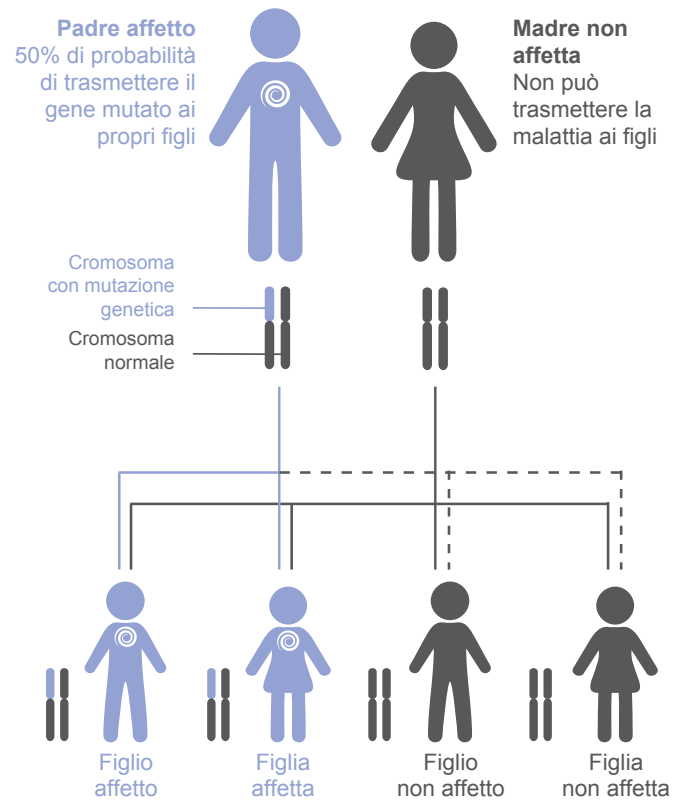 Padre affetto
50% di probabilità
di trasmettere il
gene mutato ai
propri figli
Madre non
affetta
Non può
trasmettere la
malattia ai figli
Cromosoma
con mutazione
genetica
Cromosoma
normale
Figlio
affetto
Figlia
affetta
Figlio
non affetto
Figlia
non affetta